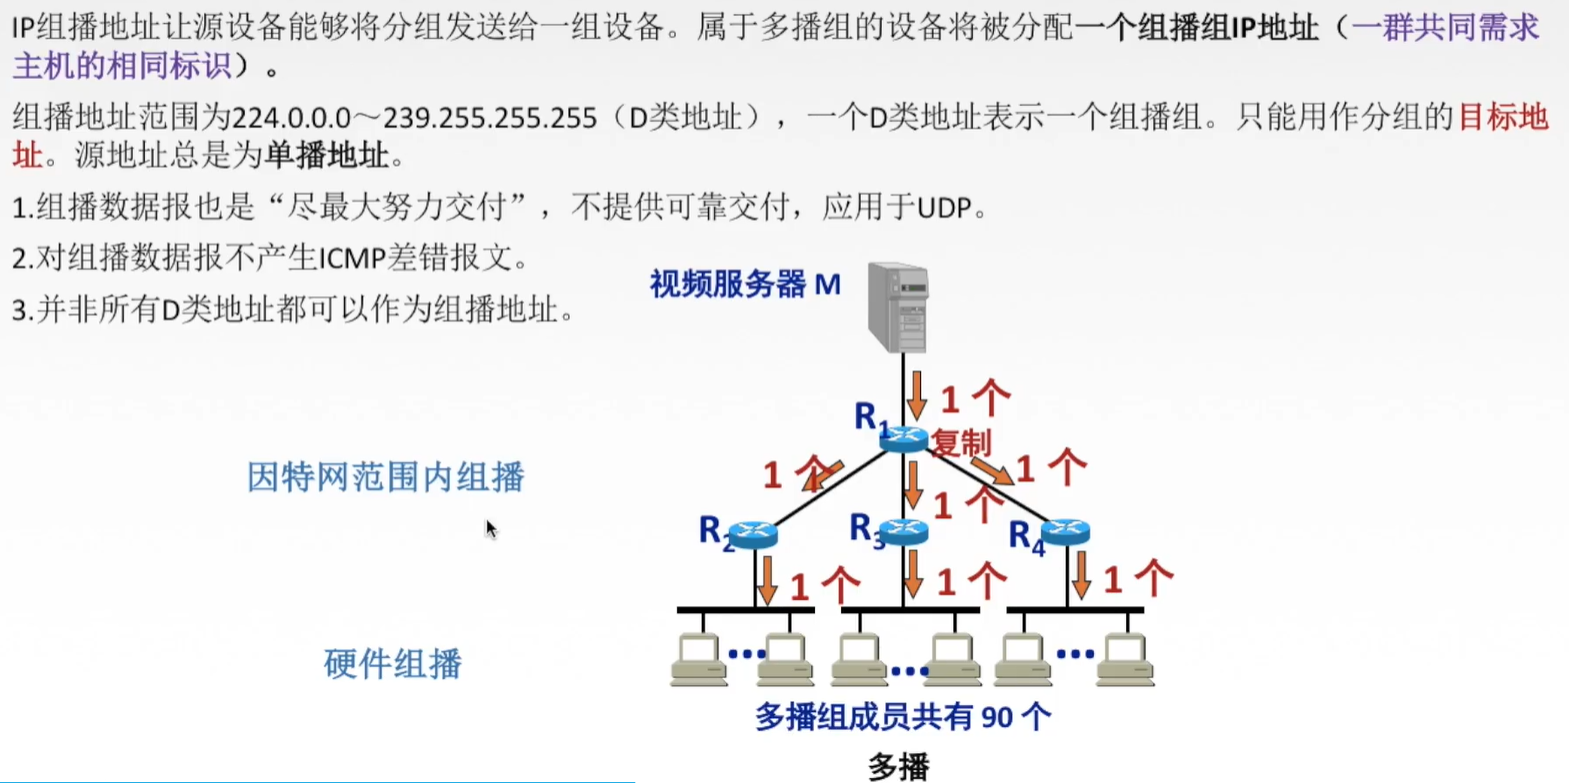 IP组播地址让源设备能够将分组发送给一组设备。属于多播组的设备将被分配一个组播组IP地址（一群共同需求
主机的相同标识）。
组播地址范围为224.0.0.0～239.255.255.255（D类地址），一个D类地址表示一个组播组。只能用作分组的目标地
址。源地址总是为单播地址。
1.组播数据报也是“尽最大努力交付”，不提供可靠交付，应用于UDP。
2.对组播数据报不产生ICMP差错报文。
3.并非所有D类地址都可以作为组播地址。
视频服务器 M
1 个
R1
复制
1 个
1 个
1 个
因特网范围内组播
R2
R3
R4
1 个
1 个
1 个
硬件组播
多播组成员共有 90 个
多播